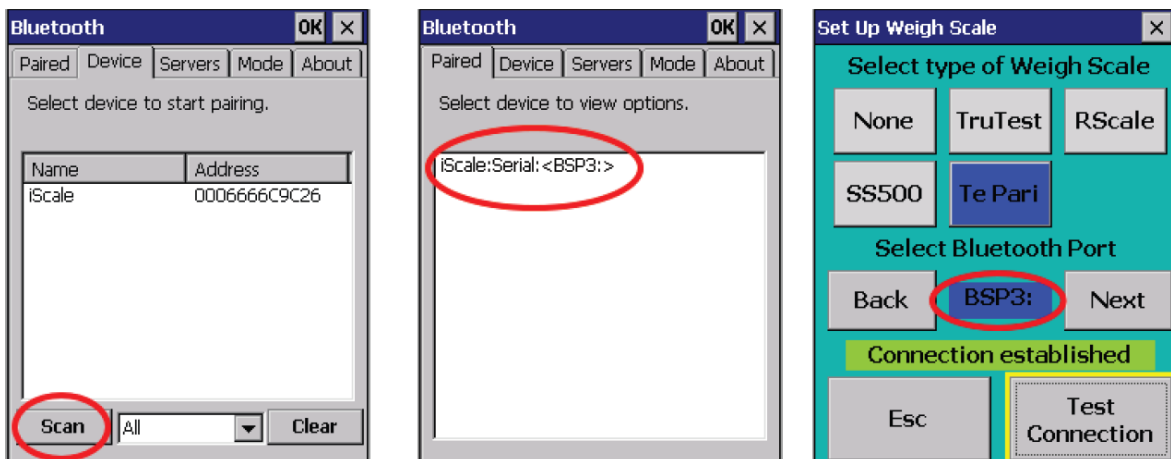 Bluetooth OK ×
Paired Device Servers Mode About
Select device to start pairing.
Name Address
iScale 0006666C9C26
Scan All Clear
Bluetooth OK ×
Paired Device Servers Mode About
Select device to view options.
iScale:Serial:<BSP3:>
Set Up Weigh Scale ×
Select type of Weigh Scale
None TruTest RScale
SS500 Te Pari
Select Bluetooth Port
Back BSP3: Next
Connection established
Esc Test
Connection